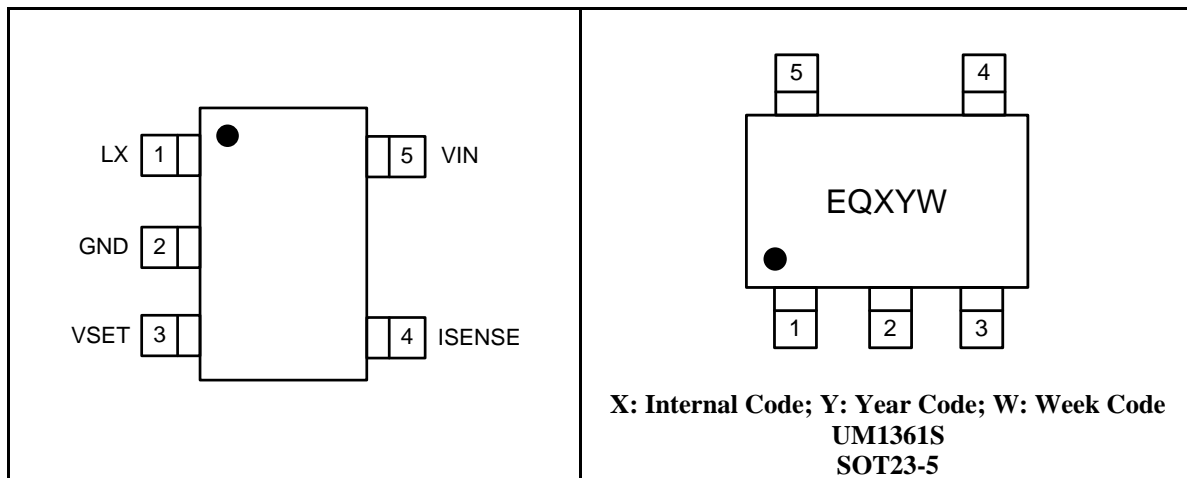 LX 1
5 VIN
GND 2
VSET 3
4 ISENSE
5 4
EQXYW
1 2 3
X: Internal Code; Y: Year Code; W: Week Code
UM1361S
SOT23-5